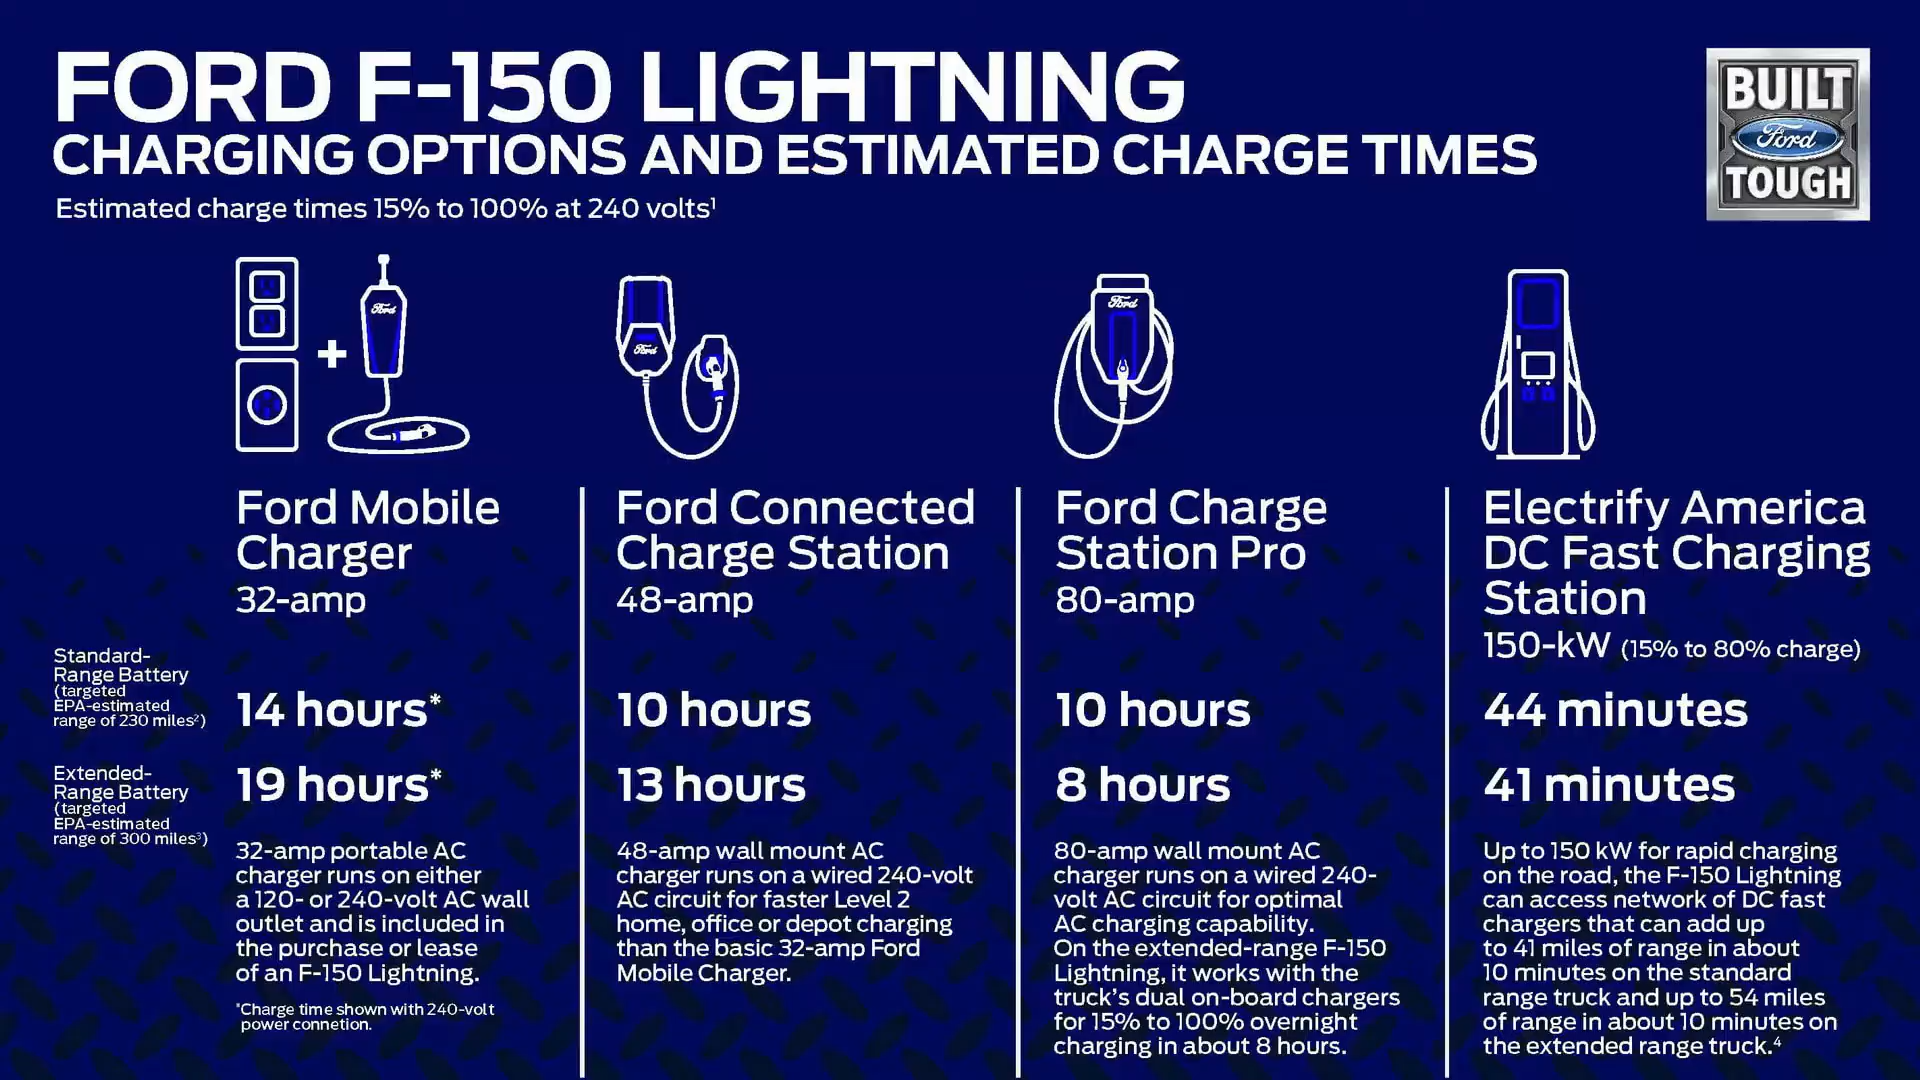 FORD F-150 LIGHTNING
CHARGING OPTIONS AND ESTIMATED CHARGE TIMES
Estimated charge times 15% to 100% at 240 volts¹
BUILT
Ford
TOUGH
Ford
Ford
Ford
Ford Mobile
Charger
32-amp
Ford Connected
Charge Station
48-amp
Ford Charge
Station Pro
80-amp
Electrify America
DC Fast Charging
Station
150-kW (15% to 80% charge)
Standard-
Range Battery
(targeted
EPA-estimated
range of 230 miles²)
14 hours*
10 hours
10 hours
44 minutes
Extended-
Range Battery
(targeted
EPA-estimated
range of 300 miles³)
19 hours*
13 hours
8 hours
41 minutes
32-amp portable AC
charger runs on either
a 120- or 240-volt AC wall
outlet and is included in
the purchase or lease
of an F-150 Lightning.
*Charge time shown with 240-volt
power connetion.
48-amp wall mount AC
charger runs on a wired 240-volt
AC circuit for faster Level 2
home, office or depot charging
than the basic 32-amp Ford
Mobile Charger.
80-amp wall mount AC
charger runs on a wired 240-
volt AC circuit for optimal
AC charging capability.
On the extended-range F-150
Lightning, it works with the
truck's dual on-board chargers
for 15% to 100% overnight
charging in about 8 hours.
Up to 150 kW for rapid charging
on the road, the F-150 Lightning
can access network of DC fast
chargers that can add up
to 41 miles of range in about
10 minutes on the standard
range truck and up to 54 miles
of range in about 10 minutes on
the extended range truck.⁴